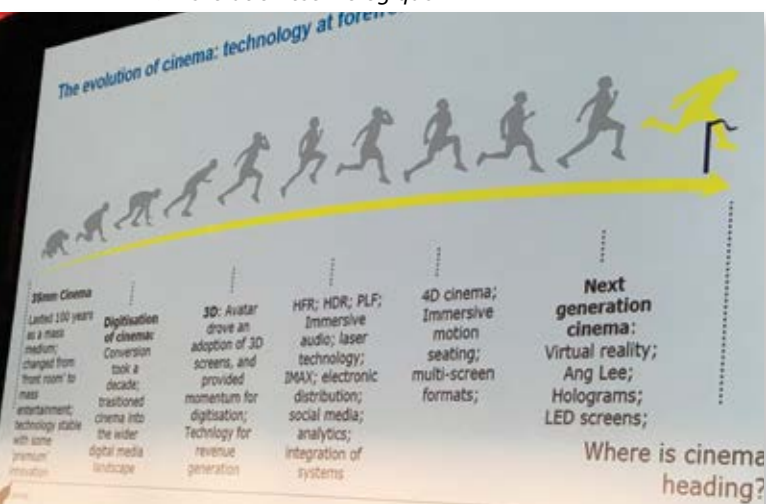 The evolution of cinema: technology at
35mm Cinema
Lasted 100 years
as a mass
medium;
changed from
'front room' to
mass
entertainment;
technology stable
with some
'premium'
innovation
Digitisation
of cinema:
Conversion
took a
decade;
trasitioned
cinema into
the wider
digital media
landscape
3D: Avatar
drove an
adoption of 3D
screens, and
provided
momentum for
digitisation;
Technlogy for
revenue
generation
HFR; HDR; PLF;
Immersive
audio; laser
technology;
IMAX; electronic
distribution;
social media;
analytics;
integration of
systems
4D cinema;
Immersive
motion
seating;
multi-screen
formats;
Next
generation
cinema:
Virtual reality;
Ang Lee;
Holograms;
LED screens;
Where is cinema
heading?